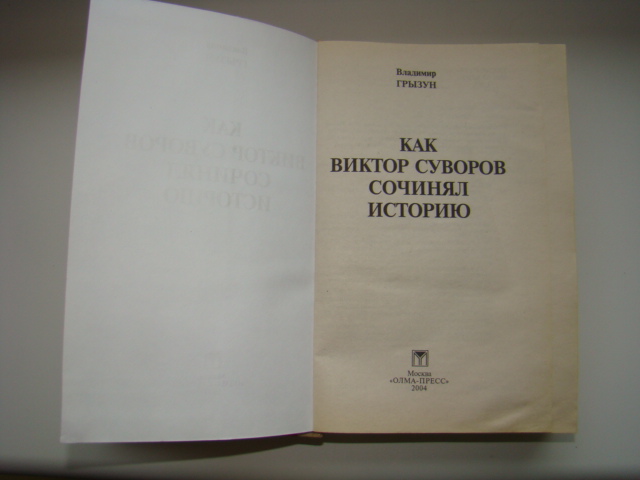 Владимир
ГРЫЗУН
КАК
ВИКТОР СУВОРОВ
СОЧИНЯЛ
ИСТОРИЮ
Москва
«ОЛМА-ПРЕСС»
2004